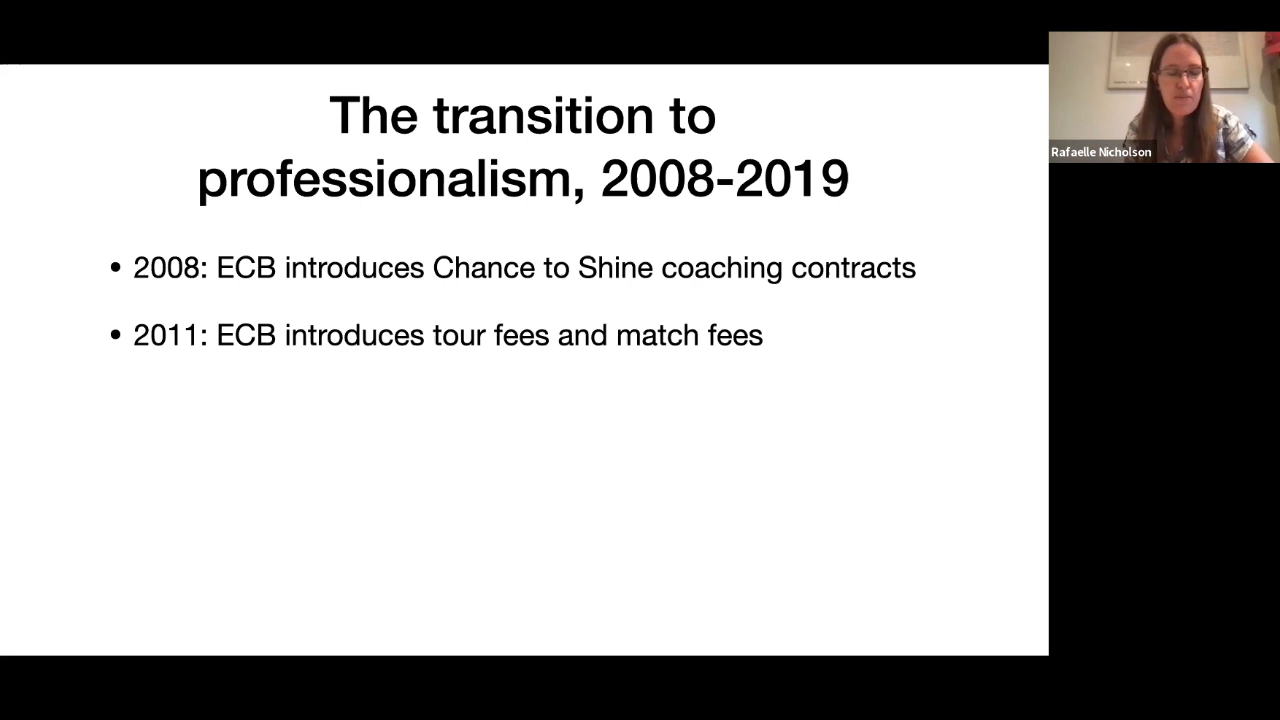 The transition to
professionalism, 2008-2019
• 2008: ECB introduces Chance to Shine coaching contracts
• 2011: ECB introduces tour fees and match fees
Rafaelle Nicholson